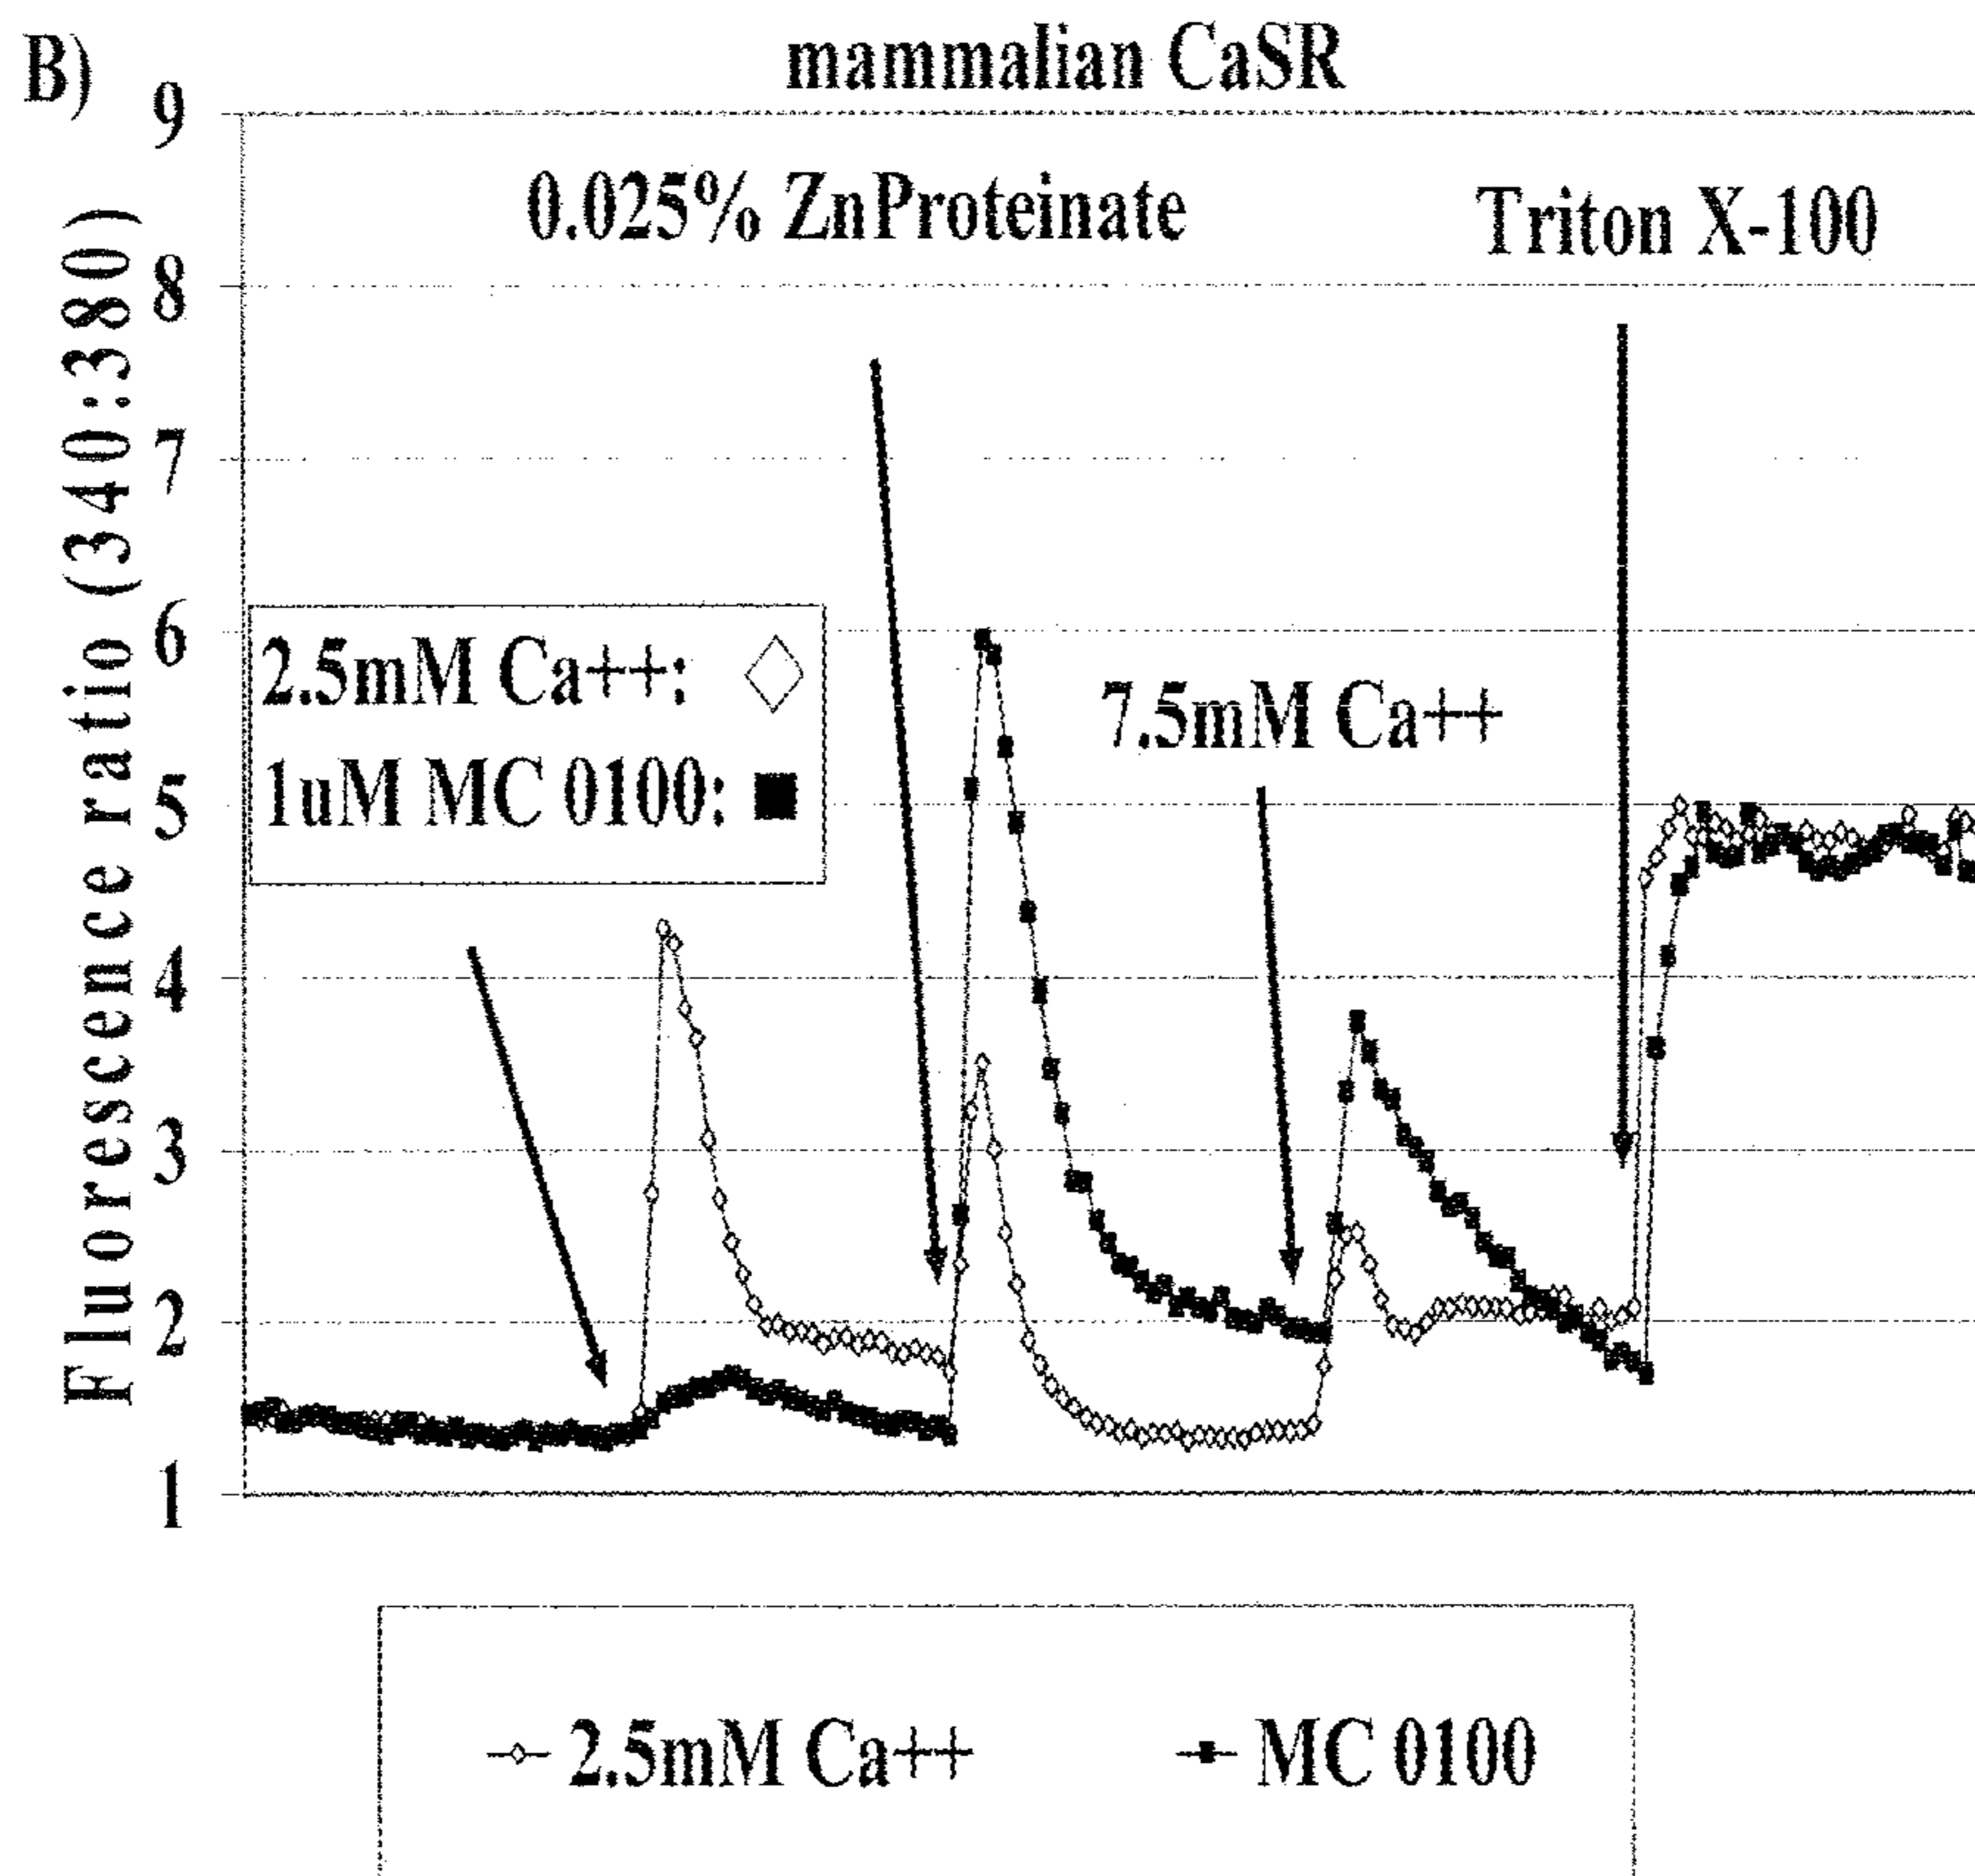 B)
mammalian CaSR
9
8
7
6
5
4
3
2
1
Fluorescence ratio (340:380)
0.025% ZnProteinate
Triton X-100
2.5mM Ca++:
1uM MC 0100:
7.5mM Ca++
2.5mM Ca++
MC 0100